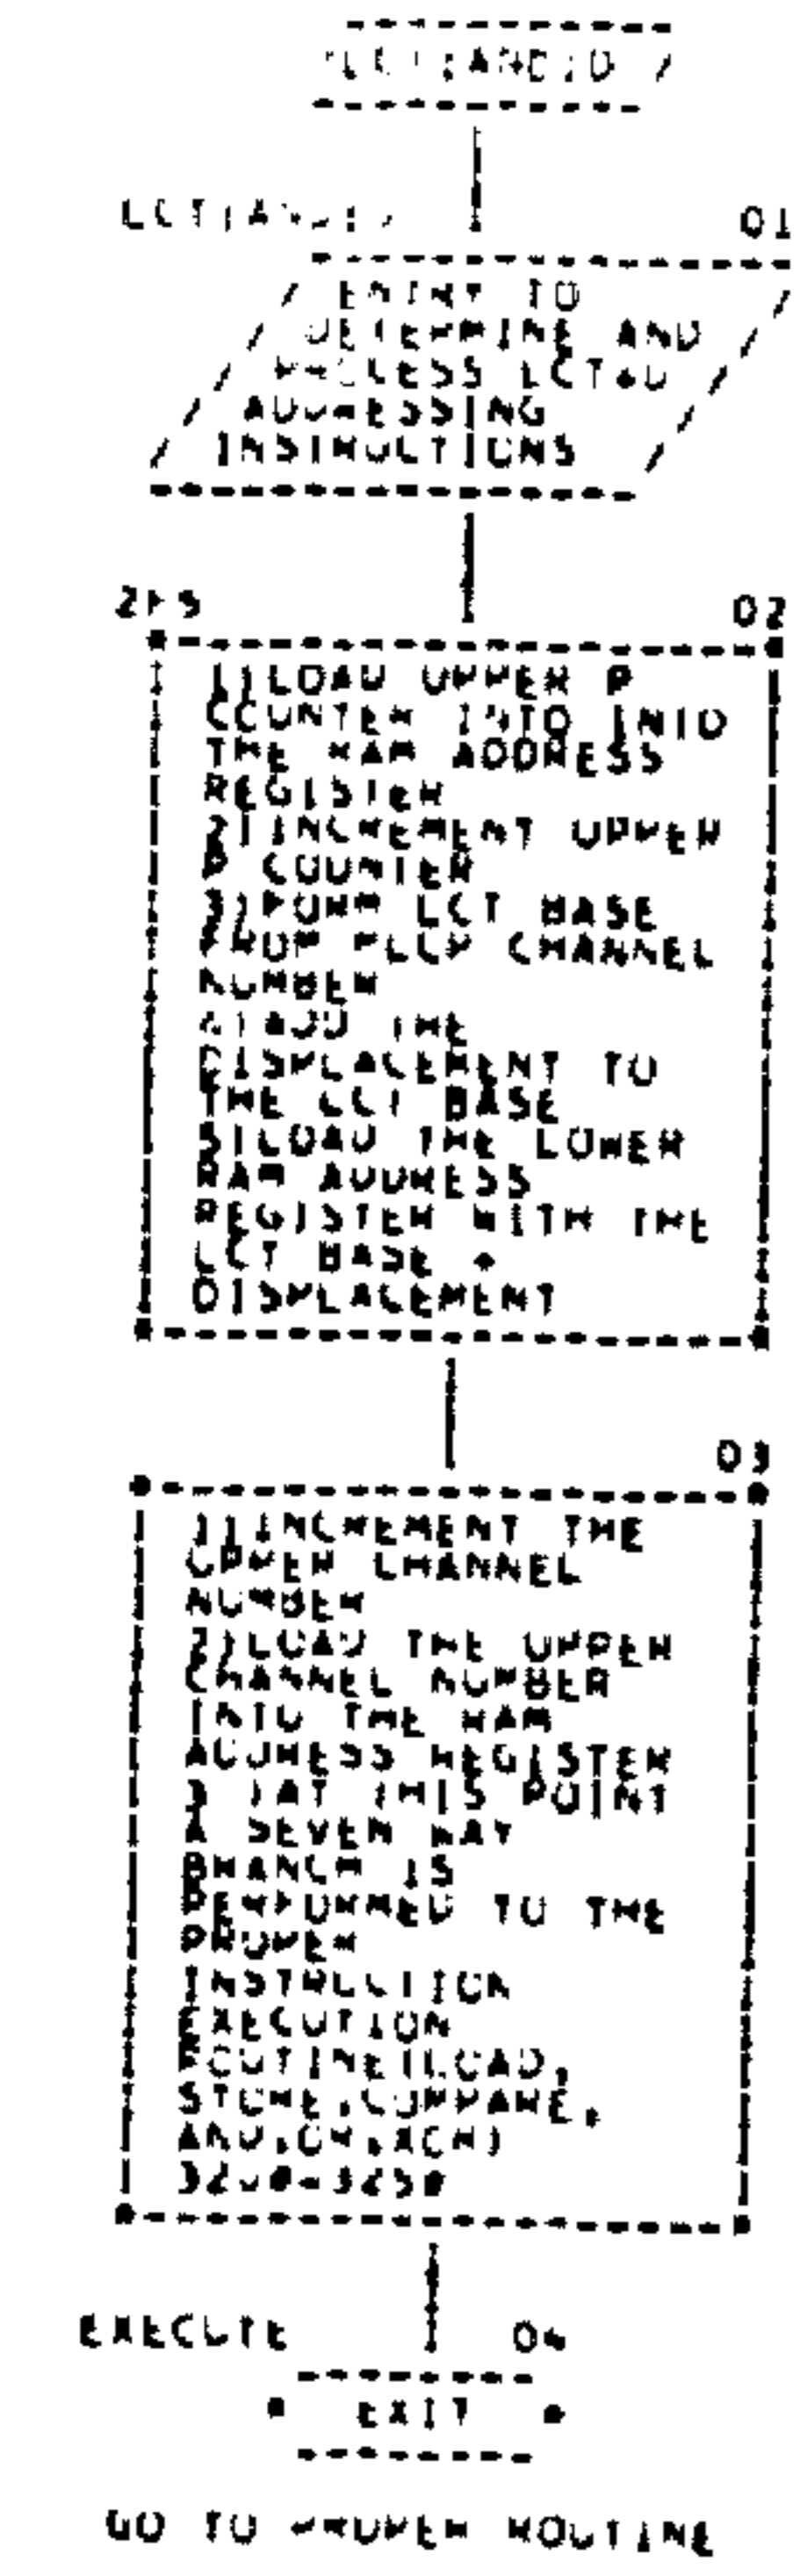 01
ENTRY TO
DETERMINE AND
PROCESS LCT+D
ADDRESSING
INSTRUCTIONS
02
1)LOAD UPPER P
COUNTER INTO INTO
THE RAM ADDRESS
REGISTER
2)INCREMENT UPPER
P COUNTER
3)FORM LCT BASE
FROM MLCP CHANNEL
NUMBER
4)ADD THE
DISPLACEMENT TO
THE LCT BASE
5)LOAD THE LOWER
RAM ADDRESS
REGISTER WITH THE
LCT BASE +
DISPLACEMENT
03
1)INCREMENT THE
UPPER CHANNEL
NUMBER
2)LOAD THE UPPER
CHANNEL NUMBER
INTO THE RAM
ADDRESS REGISTER
3 )AT THIS POINT
A SEVEN WAY
BRANCH IS
PERFORMED TO THE
PROPER
INSTRUCTION
EXECUTION
ROUTINE(LOAD,
STORE,COMPARE,
AND,OR,XOR)
EXECUTE 04
EXIT
GO TO PROPER ROUTINE